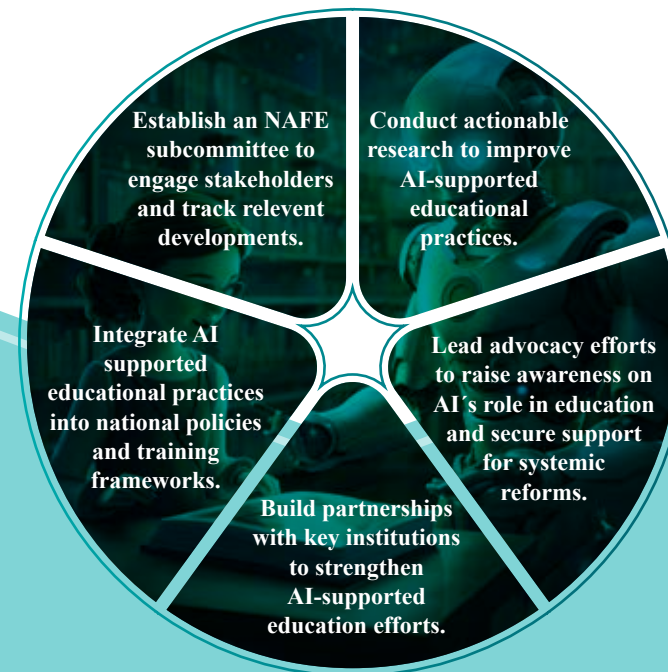 Establish an NAFE
subcommittee to
engage stakeholders
and track relevent
developments.
Conduct actionable
research to improve
AI-supported
educational
practices.
Lead advocacy efforts
to raise awareness on
AI´s role in education
and secure support
for systemic
reforms.
Build partnerships
with key institutions
to strengthen
AI-supported
education efforts.
Integrate AI
supported
educational practices
into national policies
and training
frameworks.